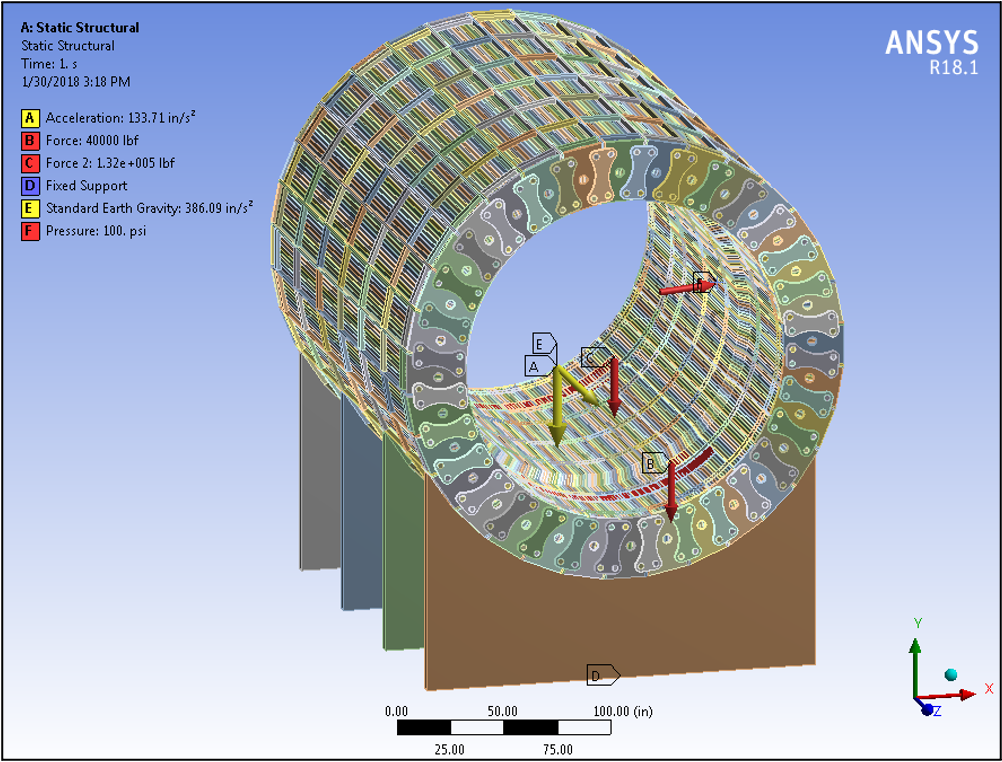 A: Static Structural
Static Structural
Time: 1. s
1/30/2018 3:18 PM
A Acceleration: 133.71 in/s²
B Force: 40000 lbf
C Force 2: 1.32e+005 lbf
D Fixed Support
E Standard Earth Gravity: 386.09 in/s²
F Pressure: 100. psi
ANSYS
R18.1
E
A
C
B
D
0.00 50.00 100.00 (in)
25.00 75.00
Y
X
Z